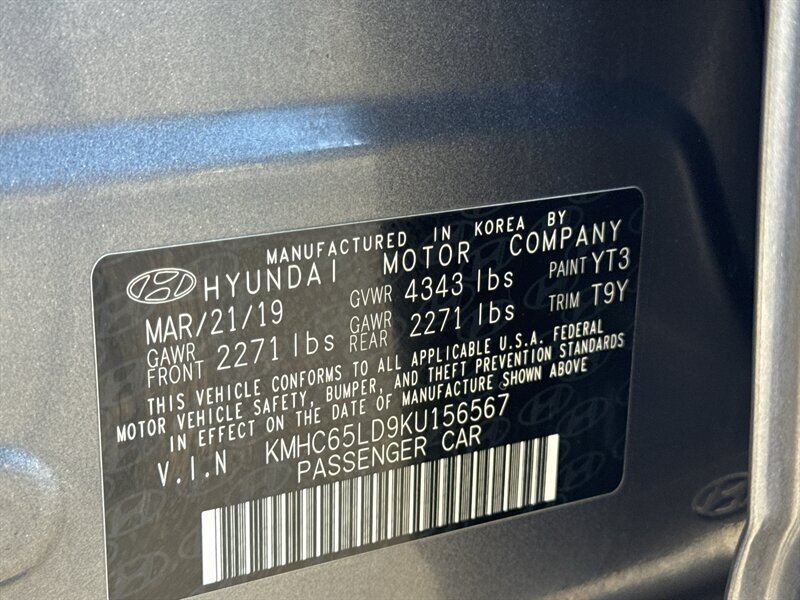 MANUFACTURED IN KOREA BY
HYUNDAI MOTOR COMPANY
MAR/21/19 GVWR 4343 lbs PAINT YT3
GAWR FRONT 2271 lbs GAWR REAR 2271 lbs TRIM T9Y
THIS VEHICLE CONFORMS TO ALL APPLICABLE U.S.A. FEDERAL
MOTOR VEHICLE SAFETY, BUMPER, AND THEFT PREVENTION STANDARDS
IN EFFECT ON THE DATE OF MANUFACTURE SHOWN ABOVE
V.I.N KMHC65LD9KU156567
PASSENGER CAR